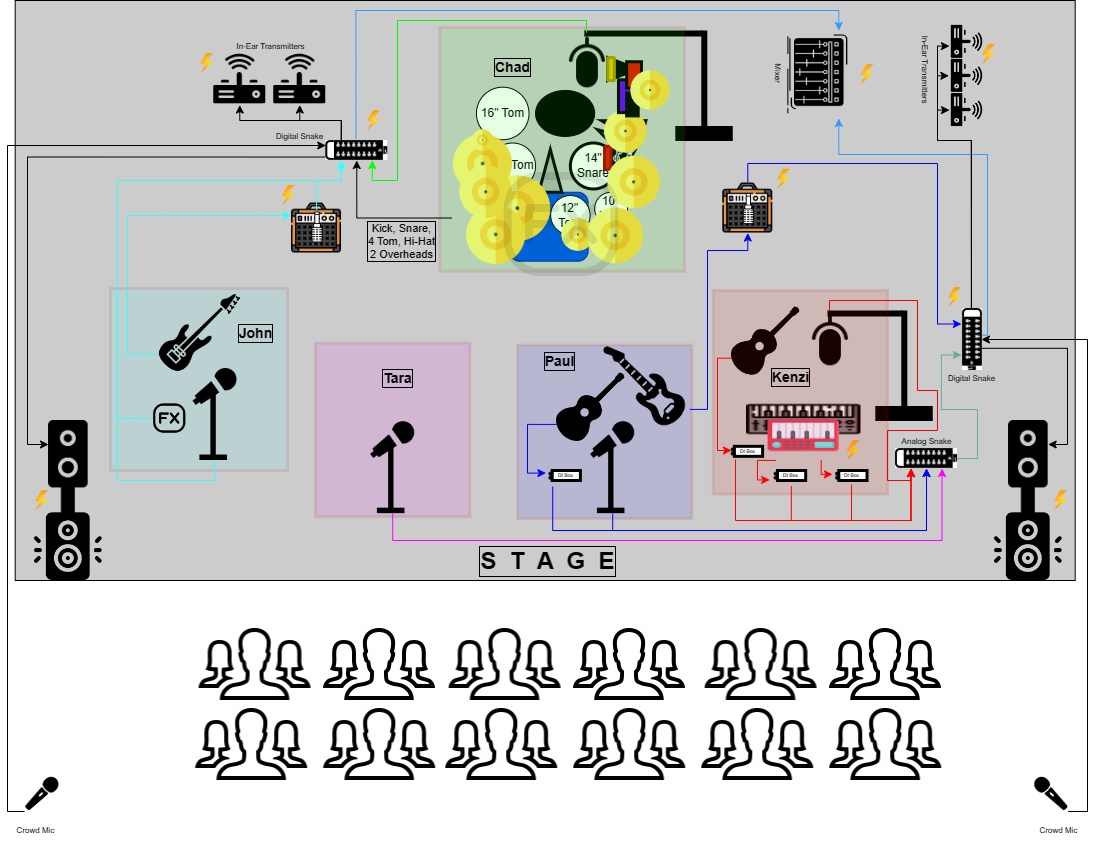 In-Ear Transmitters
Chad
In-Ear Transmitters
Mixer
16" Tom
Digital Snake
Tom
14"
Snare
12"
10"
Kick, Snare,
4 Tom, Hi-Hat
2 Overheads
John
Tara
Paul
Kenzi
Digital Snake
FX
Analog Snake
DI Box
DI Box
DI Box
DI Box
S T A G E
Crowd Mic
Crowd Mic